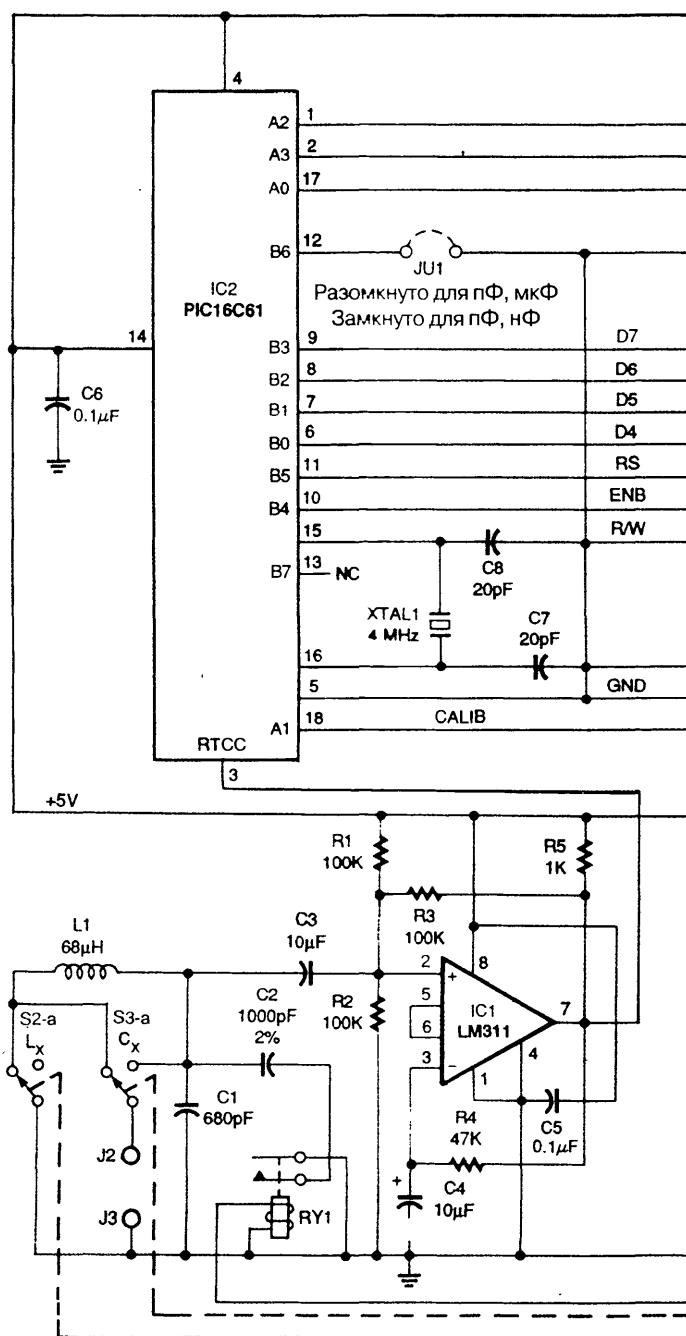 4
A2 1
A3 2
A0 17
B6 12
JU1
IC2
PIC16C61
Разомкнуто для пФ, мкФ
Замкнуто для пФ, нФ
14
B3 9 D7
C6
0.1µF
B2 8 D6
B1 7 D5
B0 6 D4
B5 11 RS
B4 10 ENB
15 R/W
B7 13 NC
C8
20pF
XTAL1
4 MHz
C7
20pF
16
5 GND
A1 18 CALIB
RTCC
3
+5V
R1
100K
R5
1K
R3
100K
L1
68µH
C3
10µF
C2
1000pF
2%
R2
100K
2 + 8
5
6
IC1
LM311
7
3 −
4
1
S2-a
Lx
S3-a
Cx
C1
680pF
R4
47K
C5
0.1µF
J2
+
C4
10µF
J3
RY1